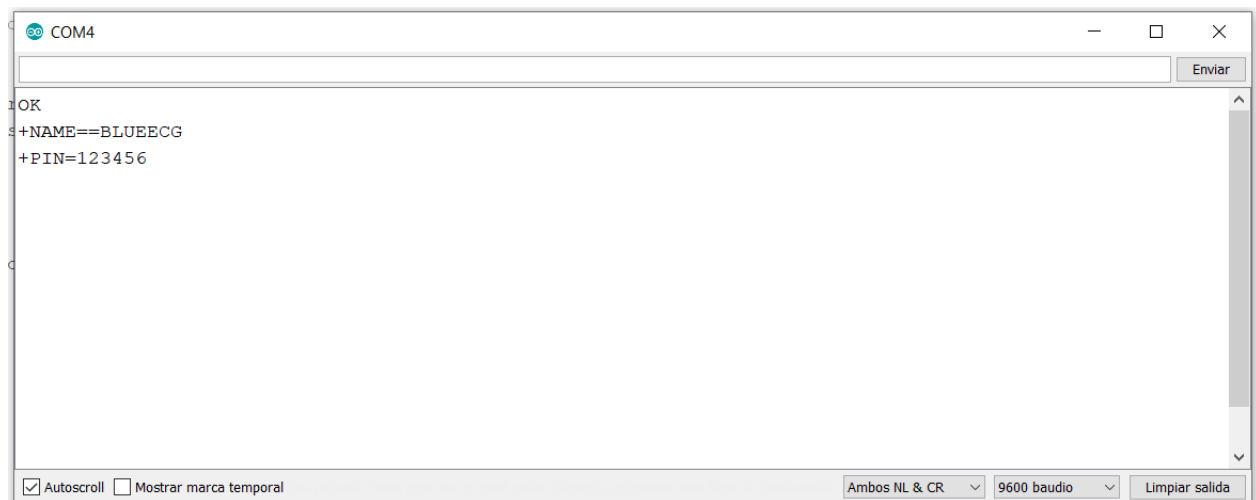 COM4
Enviar
OK
+NAME==BLUEECG
+PIN=123456
Autoscroll Mostrar marca temporal Ambos NL & CR 9600 baudio Limpiar salida